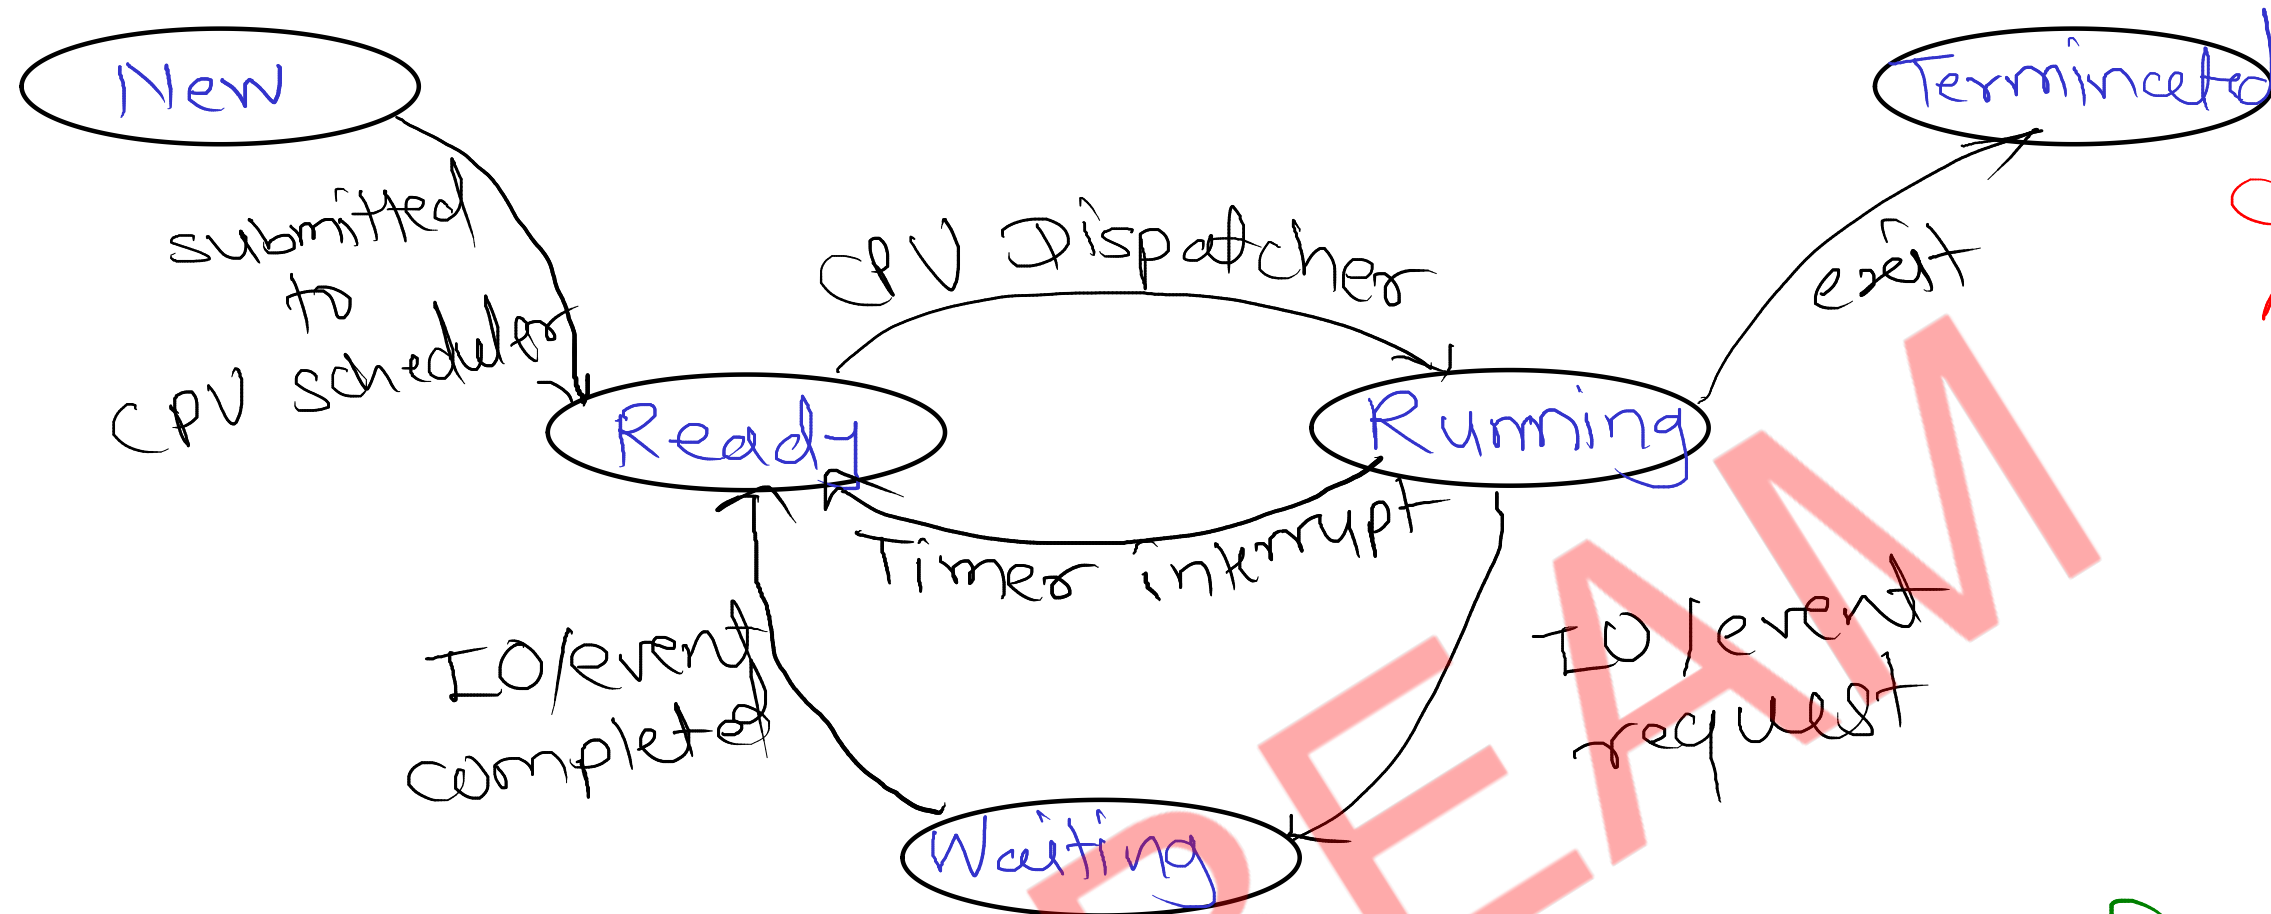 New
Terminated
submitted
to
CPU scheduler
CPU Dispatcher
exit
Ready
Running
Timer interrupt
IO/event
completed
IO/event
request
Waiting
EAM